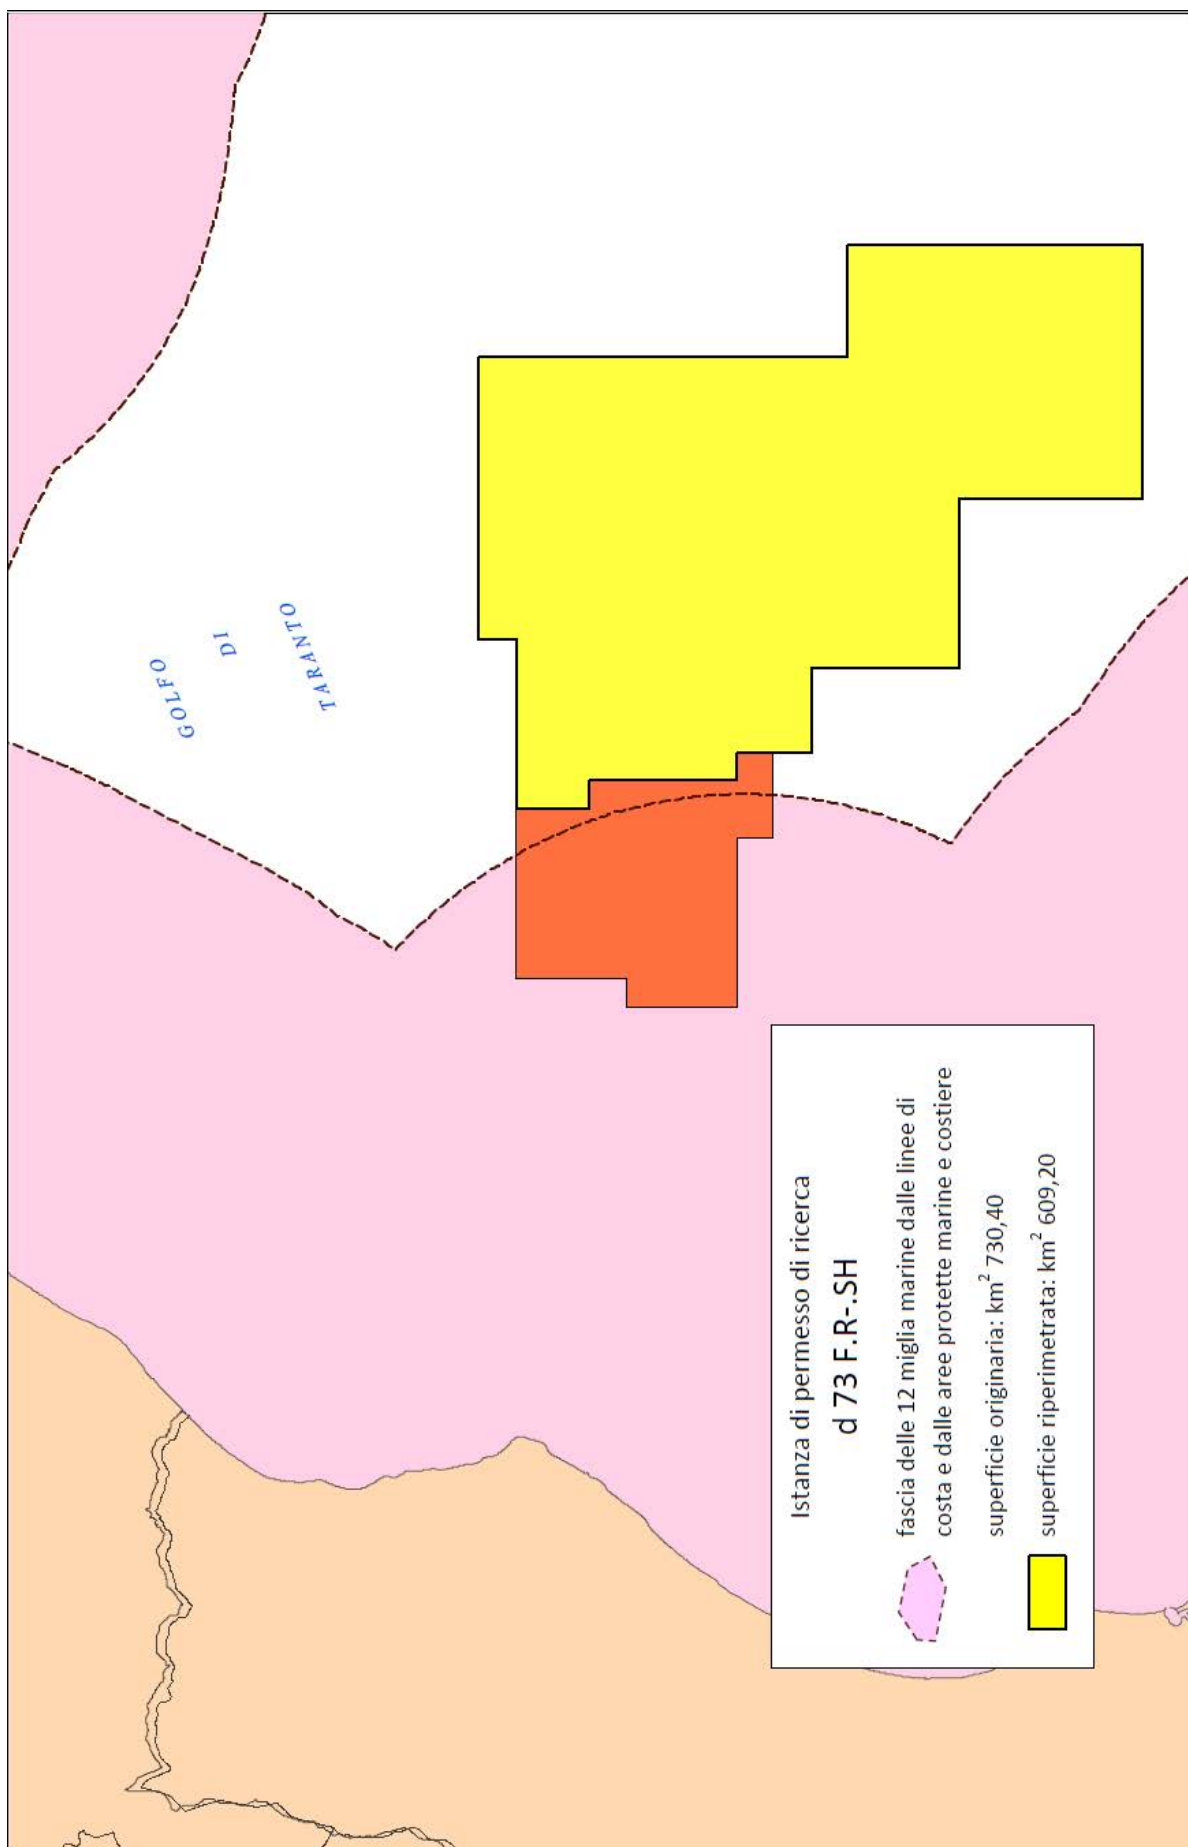 GOLFO
DI
TARANTO
Istanza di permesso di ricerca
d 73 F.R-.SH
fascia delle 12 miglia marine dalle linee di
costa e dalle aree protette marine e costiere
superficie originaria: km² 730,40
superficie riperimetrata: km² 609,20